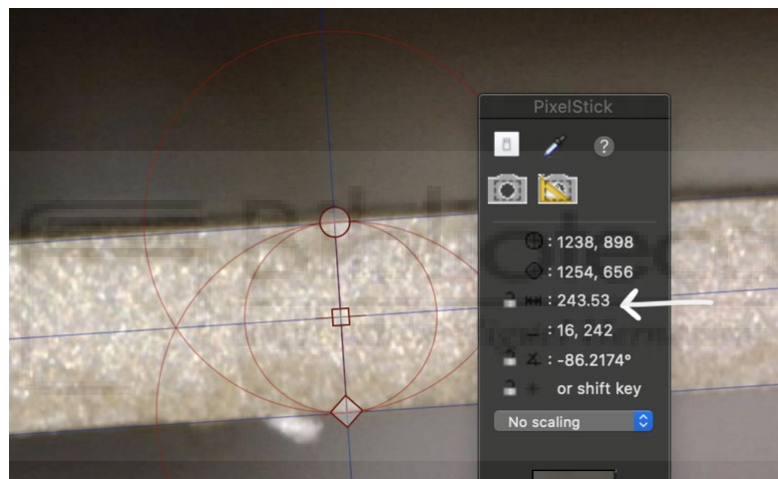 PixelStick
?
: 1238, 898
: 1254, 656
: 243.53
: 16, 242
: -86.2174°
or shift key
No scaling